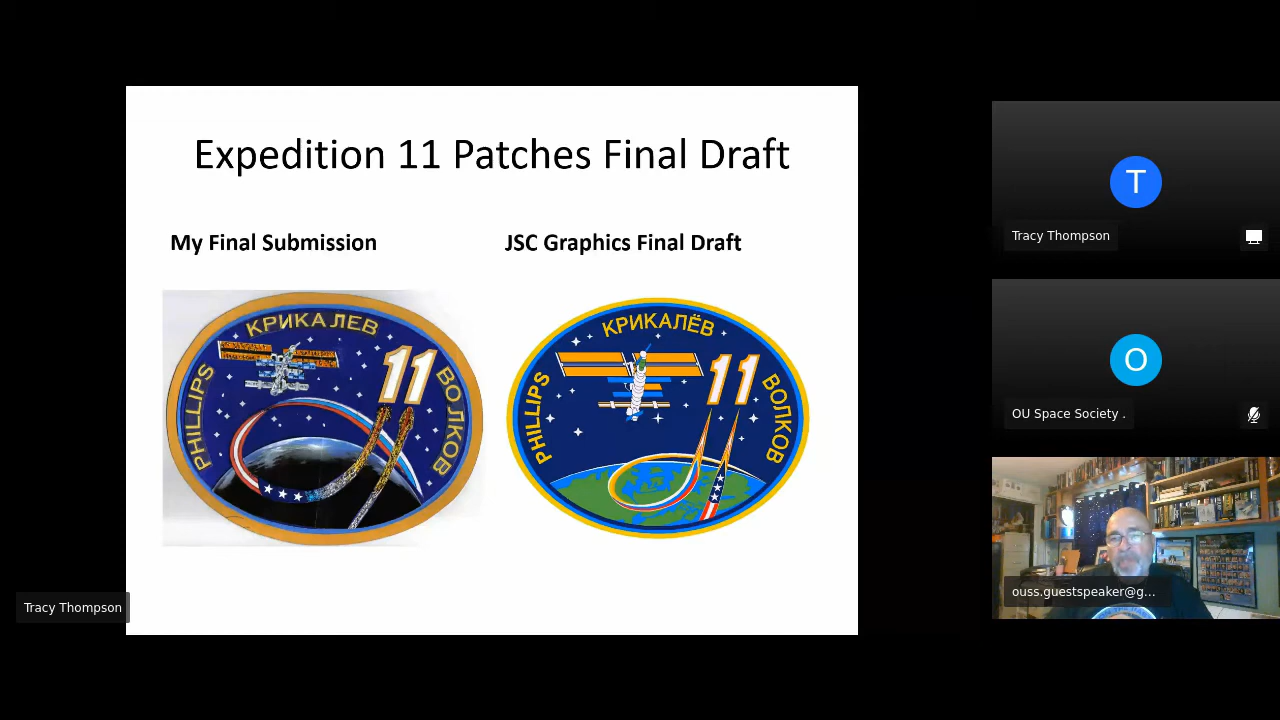 Expedition 11 Patches Final Draft
My Final Submission
JSC Graphics Final Draft
КРИКАЛЕВ
PHILLIPS
11
ВОЛКОВ
КРИКАЛЁВ
PHILLIPS
11
ВОЛКОВ
Tracy Thompson
T
Tracy Thompson
O
OU Space Society .
ouss.guestspeaker@g...